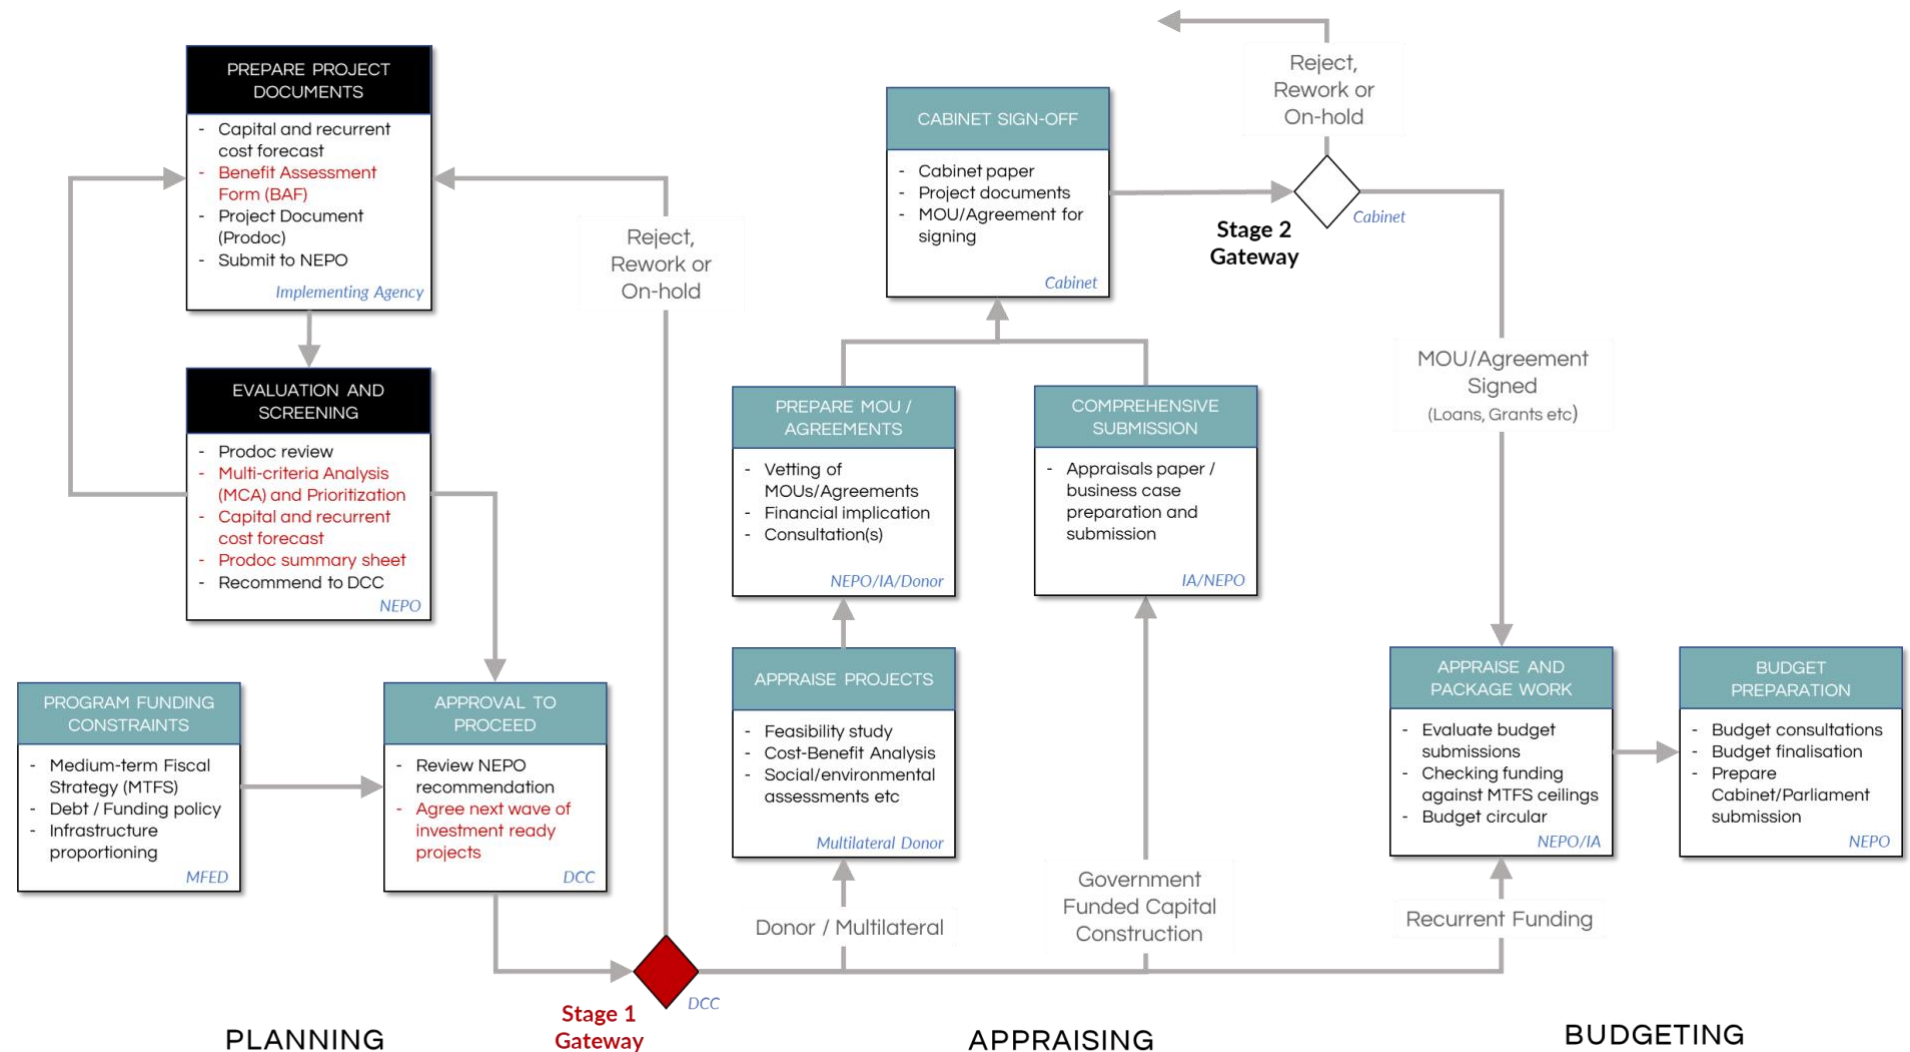 PREPARE PROJECT
DOCUMENTS
- Capital and recurrent
cost forecast
- Benefit Assessment
Form (BAF)
- Project Document
(Prodoc)
- Submit to NEPO
Implementing Agency
EVALUATION AND
SCREENING
- Prodoc review
- Multi-criteria Analysis
(MCA) and Prioritization
- Capital and recurrent
cost forecast
- Prodoc summary sheet
- Recommend to DCC
NEPO
PROGRAM FUNDING
CONSTRAINTS
- Medium-term Fiscal
Strategy (MTFS)
- Debt / Funding policy
- Infrastructure
proportioning
MFED
APPROVAL TO
PROCEED
- Review NEPO
recommendation
- Agree next wave of
investment ready
projects
DCC
Reject,
Rework or
On-hold
Stage 1
Gateway
DCC
PLANNING
CABINET SIGN-OFF
- Cabinet paper
- Project documents
- MOU/Agreement for
signing
Cabinet
PREPARE MOU /
AGREEMENTS
- Vetting of
MOUs/Agreements
- Financial implication
- Consultation(s)
NEPO/IA/Donor
COMPREHENSIVE
SUBMISSION
- Appraisals paper /
business case
preparation and
submission
IA/NEPO
APPRAISE PROJECTS
- Feasibility study
- Cost-Benefit Analysis
- Social/environmental
assessments etc
Multilateral Donor
Donor / Multilateral
Government
Funded Capital
Construction
APPRAISING
Reject,
Rework or
On-hold
Stage 2
Gateway
Cabinet
MOU/Agreement
Signed
(Loans, Grants etc)
APPRAISE AND
PACKAGE WORK
- Evaluate budget
submissions
- Checking funding
against MTFS ceilings
- Budget circular
NEPO/IA
BUDGET
PREPARATION
- Budget consultations
- Budget finalisation
- Prepare
Cabinet/Parliament
submission
NEPO
Recurrent Funding
BUDGETING